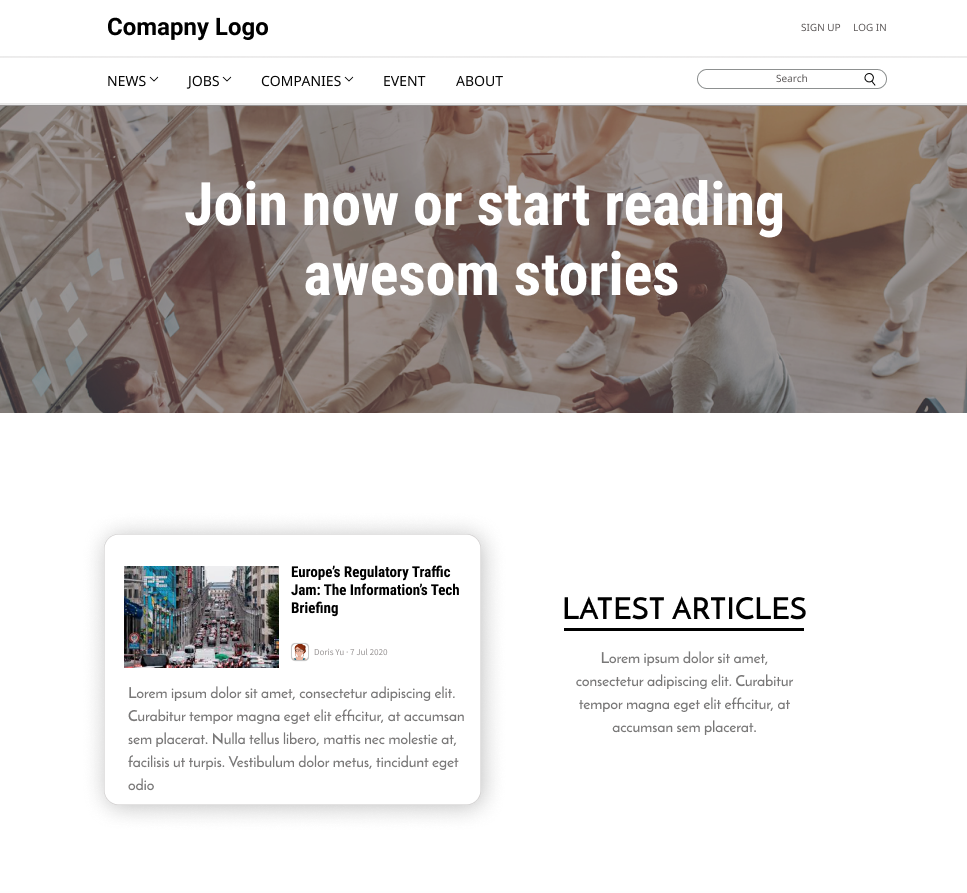 Comapny Logo
SIGN UP LOG IN
NEWS JOBS COMPANIES EVENT ABOUT
Search
Join now or start reading
awesom stories
Europe's Regulatory Traffic
Jam: The Information's Tech
Briefing
Doris Yu · 7 Jul 2020
Lorem ipsum dolor sit amet, consectetur adipiscing elit.
Curabitur tempor magna eget elit efficitur, at accumsan
sem placerat. Nulla tellus libero, mattis nec molestie at,
facilisis ut turpis. Vestibulum dolor metus, tincidunt eget
odio
LATEST ARTICLES
Lorem ipsum dolor sit amet,
consectetur adipiscing elit. Curabitur
tempor magna eget elit efficitur, at
accumsan sem placerat.